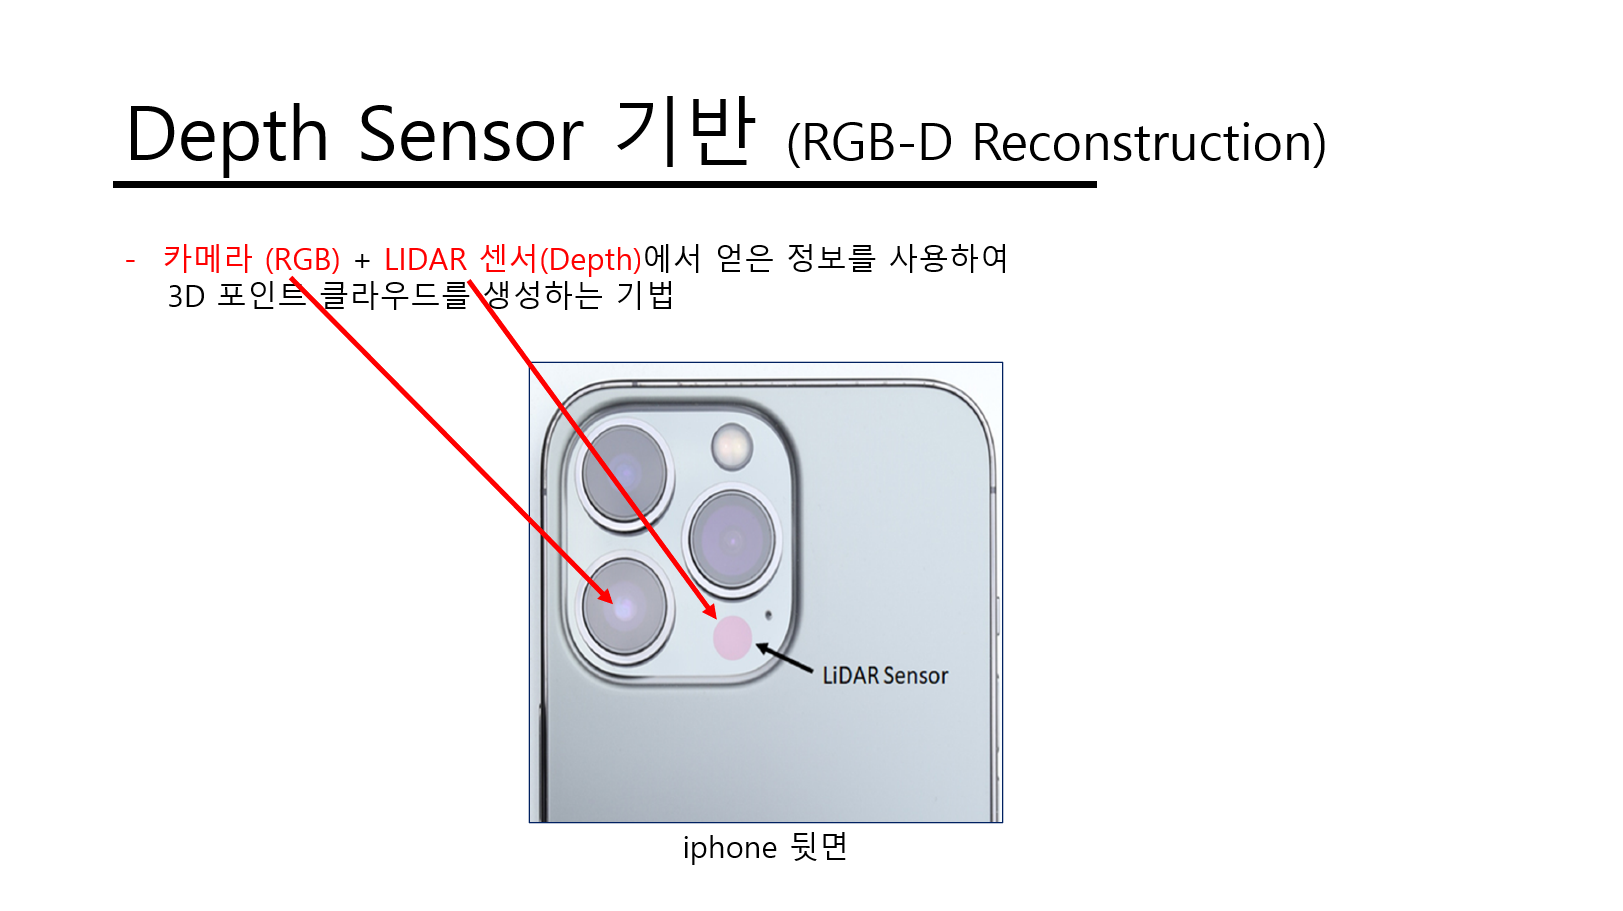 Depth Sensor 기반 (RGB-D Reconstruction)
- 카메라 (RGB) + LIDAR 센서(Depth)에서 얻은 정보를 사용하여
3D 포인트 클라우드를 생성하는 기법
LiDAR Sensor
iphone 뒷면